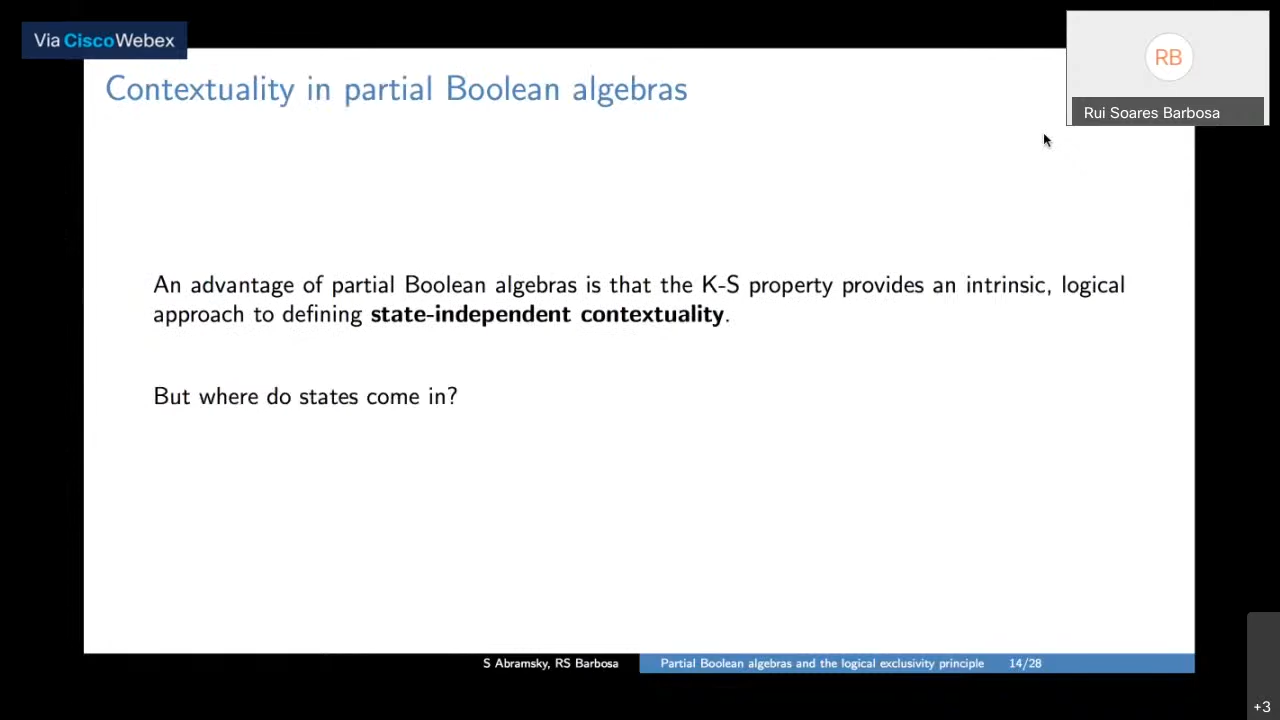 Via CiscoWebex
RB
Rui Soares Barbosa
Contextuality in partial Boolean algebras
An advantage of partial Boolean algebras is that the K-S property provides an intrinsic, logical
approach to defining state-independent contextuality.
But where do states come in?
S Abramsky, RS Barbosa
Partial Boolean algebras and the logical exclusivity principle
14/28
+3